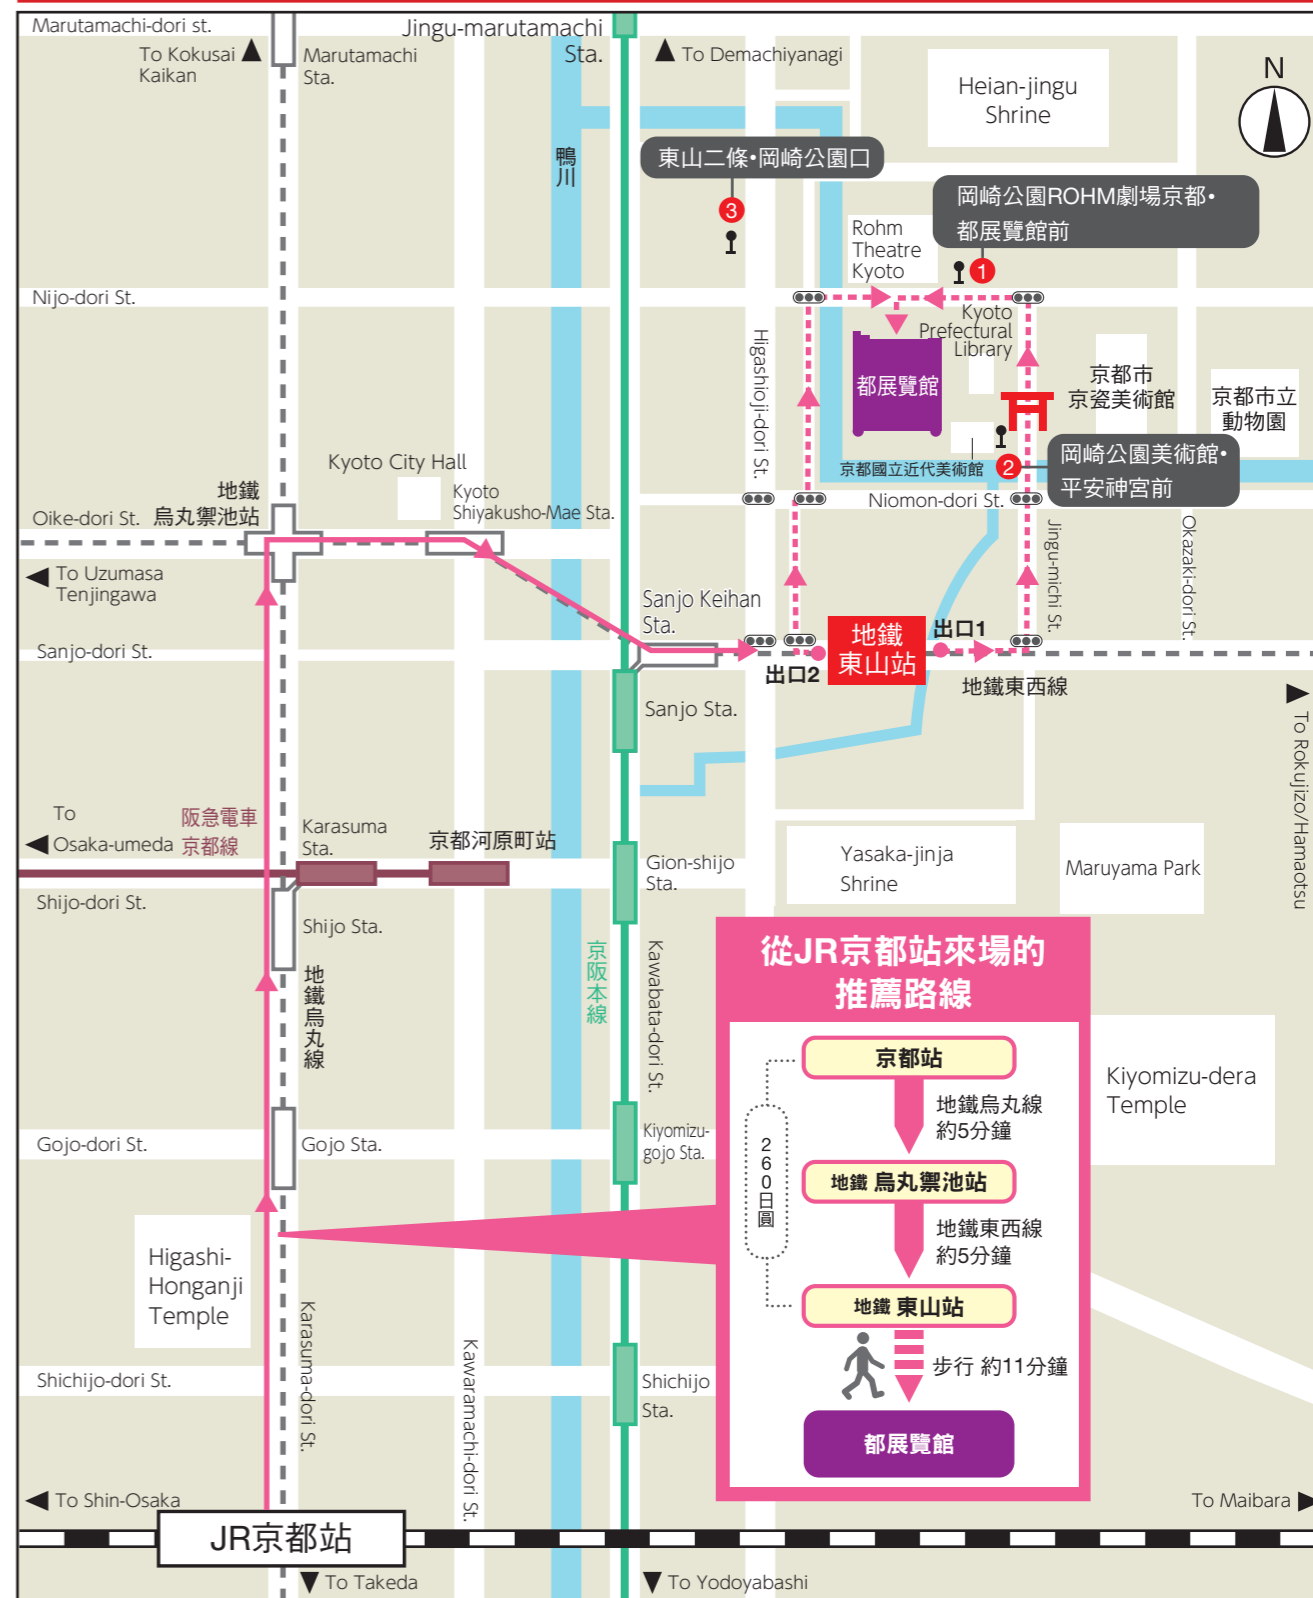 Marutamachi-dori st.
To Kokusai
Kaikan
Marutamachi
Sta.
Jingu-marutamachi
Sta.
To Demachiyanagi
Heian-jingu
Shrine
N
鴨川
東山二條•岡崎公園口
3
岡崎公園ROHM劇場京都•
都展覽館前
1
Rohm
Theatre
Kyoto
Nijo-dori St.
Kyoto
Prefectural
Library
Higashioji-dori St.
都展覽館
京都市
京瓷美術館
京都市立
動物園
京都國立近代美術館
2
岡崎公園美術館•
平安神宮前
Kyoto City Hall
Kyoto
Shiyakusho-Mae Sta.
地鐵
烏丸禦池站
Oike-dori St.
Niomon-dori St.
Jingu-michi St.
Okazaki-dori St.
To Uzumasa
Tenjingawa
Sanjo Keihan
Sta.
Sanjo-dori St.
出口2
地鐵
東山站
出口1
地鐵東西線
Sanjo Sta.
To Rokujizo/Hamaotsu
To
Osaka-umeda
阪急電車
京都線
Karasuma
Sta.
京都河原町站
Gion-shijo
Sta.
Yasaka-jinja
Shrine
Maruyama Park
Shijo-dori St.
Shijo Sta.
地鐵烏丸線
京阪本線
Kawabata-dori St.
從JR京都站來場的
推薦路線
京都站
地鐵烏丸線
約5分鐘
260日圓
地鐵 烏丸禦池站
地鐵東西線
約5分鐘
地鐵 東山站
步行 約11分鐘
都展覽館
Kiyomizu-dera
Temple
Gojo-dori St.
Gojo Sta.
Kiyomizu-
gojo Sta.
Higashi-
Honganji
Temple
Karasuma-dori St.
Kawaramachi-dori St.
Shichijo-dori St.
Shichijo
Sta.
To Shin-Osaka
To Maibara
JR京都站
To Takeda
To Yodoyabashi